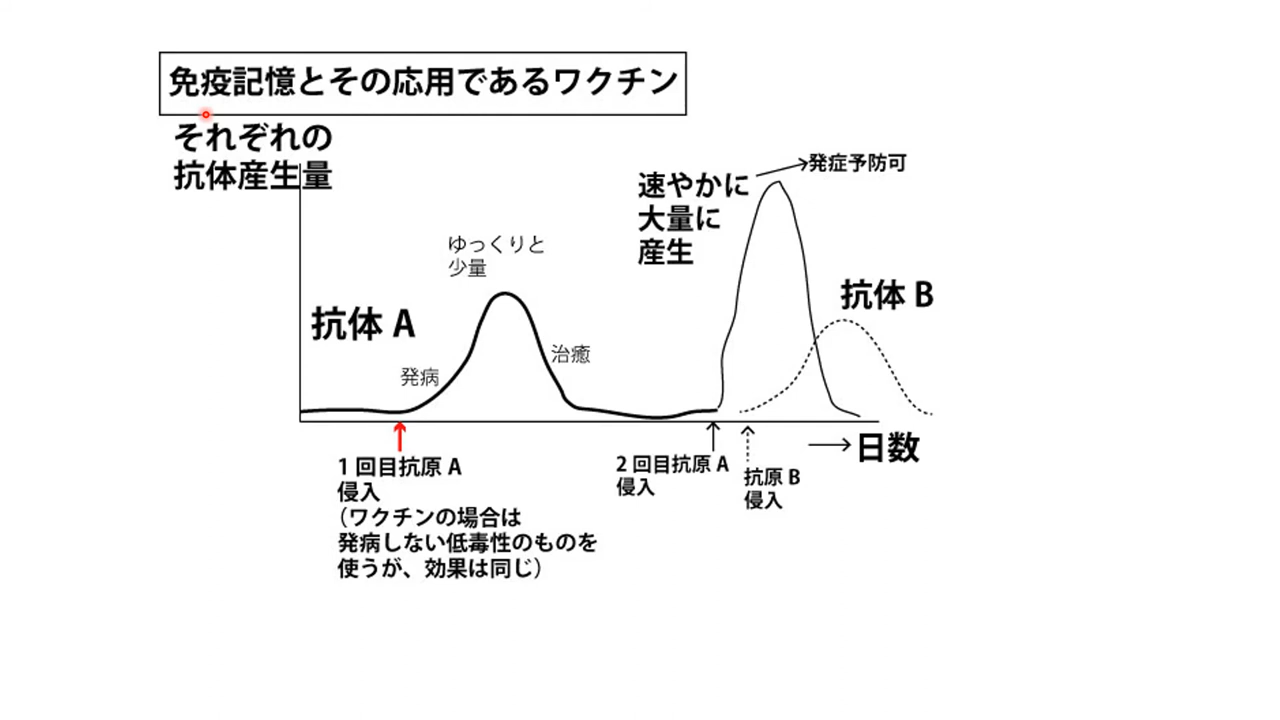 免疫記憶とその応用であるワクチン
それぞれの
抗体産生量
発症予防可
速やかに
大量に
産生
ゆっくりと
少量
抗体 B
抗体 A
治癒
発病
日数
1 回目抗原 A
侵入
（ワクチンの場合は
発病しない低毒性のものを
使うが、効果は同じ）
2 回目抗原 A
侵入
抗原 B
侵入